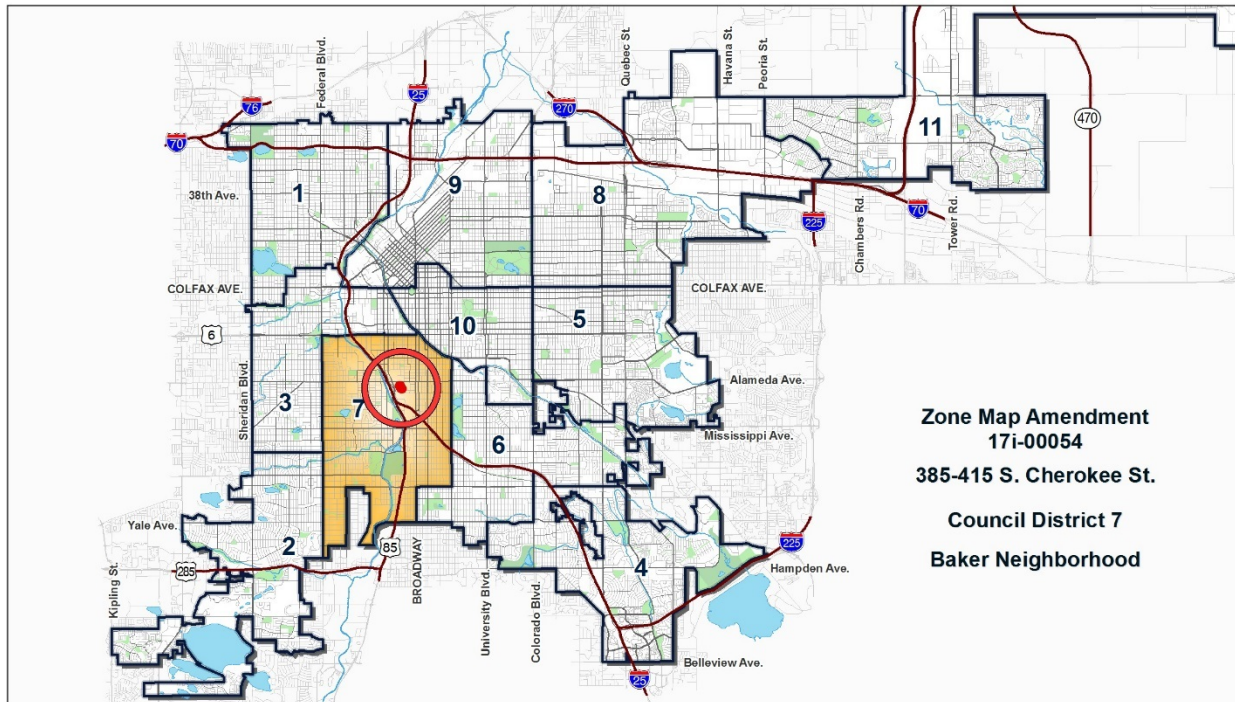 Federal Blvd.
Quebec St.
Havana St.
Peoria St.
76
25
270
70
470
11
1
9
8
38th Ave.
225
70
Chambers Rd.
Tower Rd.
COLFAX AVE.
COLFAX AVE.
6
10
5
Sheridan Blvd.
3
7
Alameda Ave.
6
Mississippi Ave.
Zone Map Amendment
17i-00054
385-415 S. Cherokee St.
Council District 7
Baker Neighborhood
Yale Ave.
2
85
285
BROADWAY
University Blvd.
Colorado Blvd.
4
225
Hampden Ave.
Kipling St.
Belleview Ave.
25